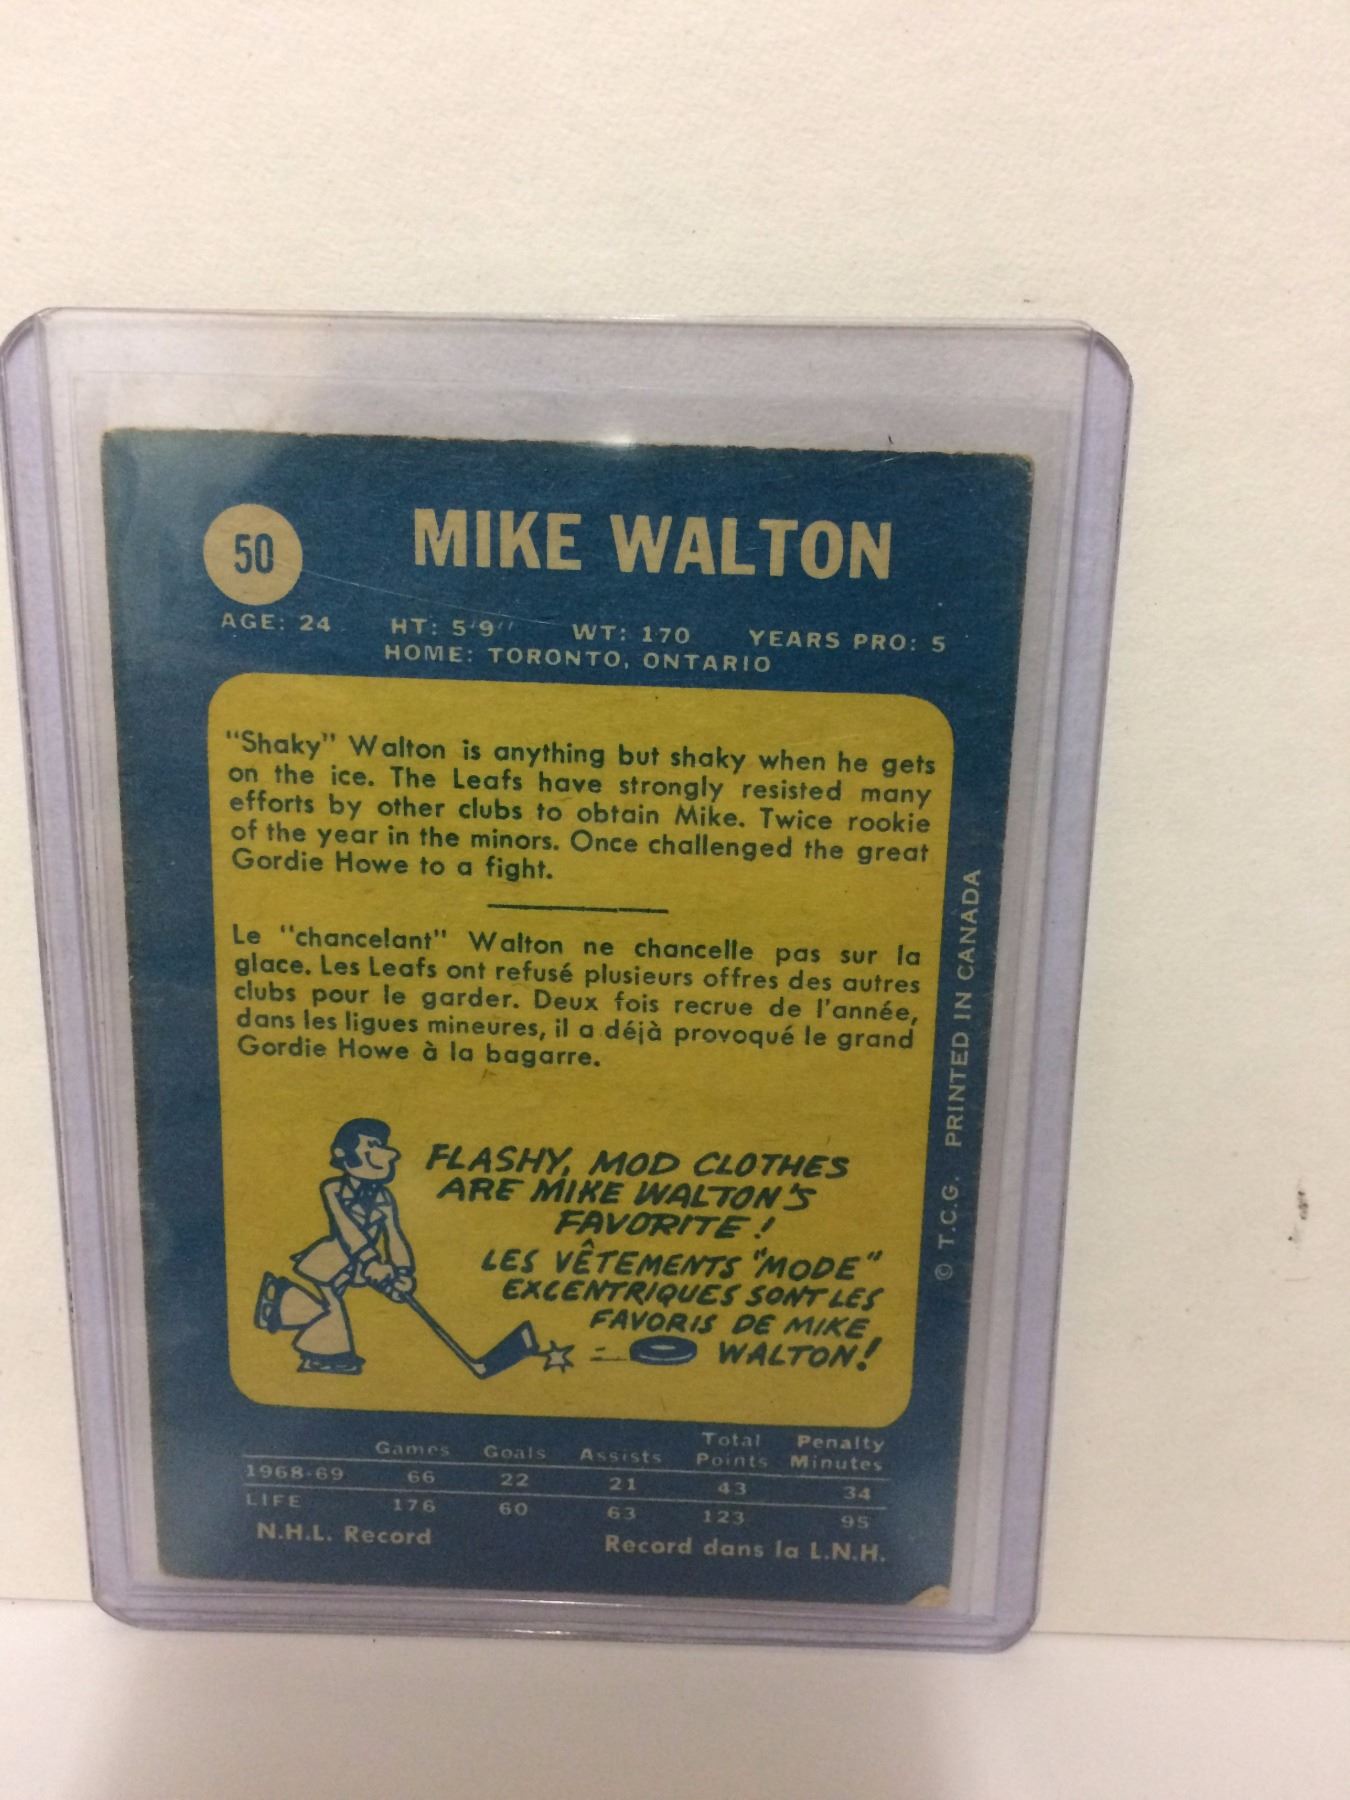 50
MIKE WALTON
AGE: 24 HT: 5'9" WT: 170 YEARS PRO: 5
HOME: TORONTO, ONTARIO
"Shaky" Walton is anything but shaky when he gets
on the ice. The Leafs have strongly resisted many
efforts by other clubs to obtain Mike. Twice rookie
of the year in the minors. Once challenged the great
Gordie Howe to a fight.
Le "chancelant" Walton ne chancelle pas sur la
glace. Les Leafs ont refusé plusieurs offres des autres
clubs pour le garder. Deux fois recrue de l'année,
dans les ligues mineures, il a déjà provoqué le grand
Gordie Howe à la bagarre.
FLASHY, MOD CLOTHES
ARE MIKE WALTON'S
FAVORITE!
LES VÊTEMENTS "MODE"
EXCENTRIQUES SONT LES
FAVORIS DE MIKE
WALTON!
© T.C.G. PRINTED IN CANADA
Games Goals Assists Total Points Penalty Minutes
1968-69 66 22 21 43 34
LIFE 176 60 63 123 95
N.H.L. Record Record dans la L.N.H.